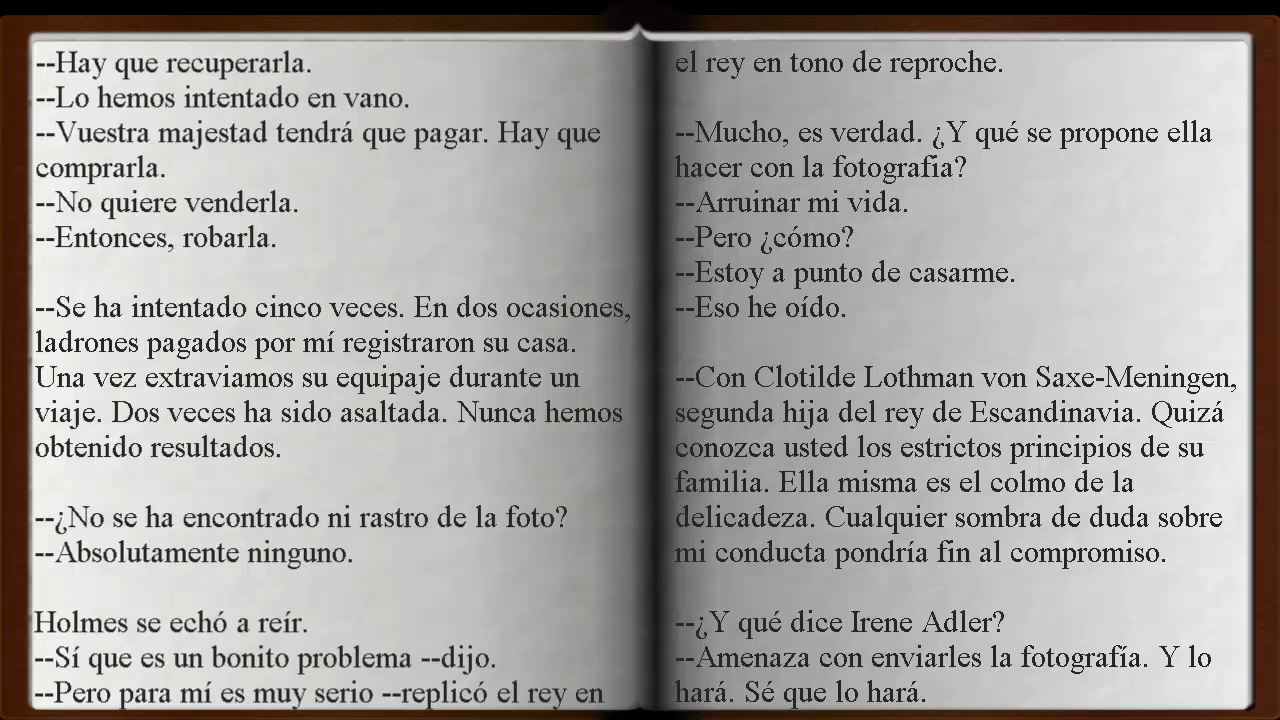 --Hay que recuperarla.
--Lo hemos intentado en vano.
--Vuestra majestad tendrá que pagar. Hay que
comprarla.
--No quiere venderla.
--Entonces, robarla.
--Se ha intentado cinco veces. En dos ocasiones,
ladrones pagados por mí registraron su casa.
Una vez extraviamos su equipaje durante un
viaje. Dos veces ha sido asaltada. Nunca hemos
obtenido resultados.
--¿No se ha encontrado ni rastro de la foto?
--Absolutamente ninguno.
Holmes se echó a reír.
--Sí que es un bonito problema --dijo.
--Pero para mí es muy serio --replicó el rey en
el rey en tono de reproche.
--Mucho, es verdad. ¿Y qué se propone ella
hacer con la fotografia?
--Arruinar mi vida.
--Pero ¿cómo?
--Estoy a punto de casarme.
--Eso he oído.
--Con Clotilde Lothman von Saxe-Meningen,
segunda hija del rey de Escandinavia. Quizá
conozca usted los estrictos principios de su
familia. Ella misma es el colmo de la
delicadeza. Cualquier sombra de duda sobre
mi conducta pondría fin al compromiso.
--¿Y qué dice Irene Adler?
--Amenaza con enviarles la fotografía. Y lo
hará. Sé que lo hará.